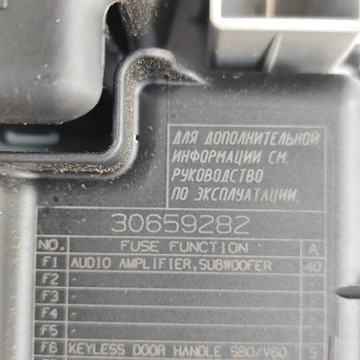 ДЛЯ ДОПОЛНИТЕЛЬНОЙ
ИНФОРМАЦИИ СМ.
РУКОВОДСТВО
ПО ЭКСПЛУАТАЦИИ.
30659282
NO. FUSE FUNCTION A
F1 AUDIO AMPLIFIER,SUBWOOFER 40
F2 -
F3 -
F4 -
F5 -
F6 KEYLESS DOOR HANDLE S80/V60 5